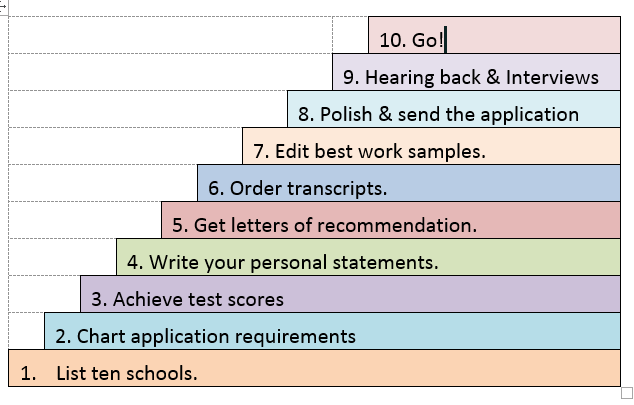 10. Go!
9. Hearing back & Interviews
8. Polish & send the application
7. Edit best work samples.
6. Order transcripts.
5. Get letters of recommendation.
4. Write your personal statements.
3. Achieve test scores
2. Chart application requirements
1. List ten schools.